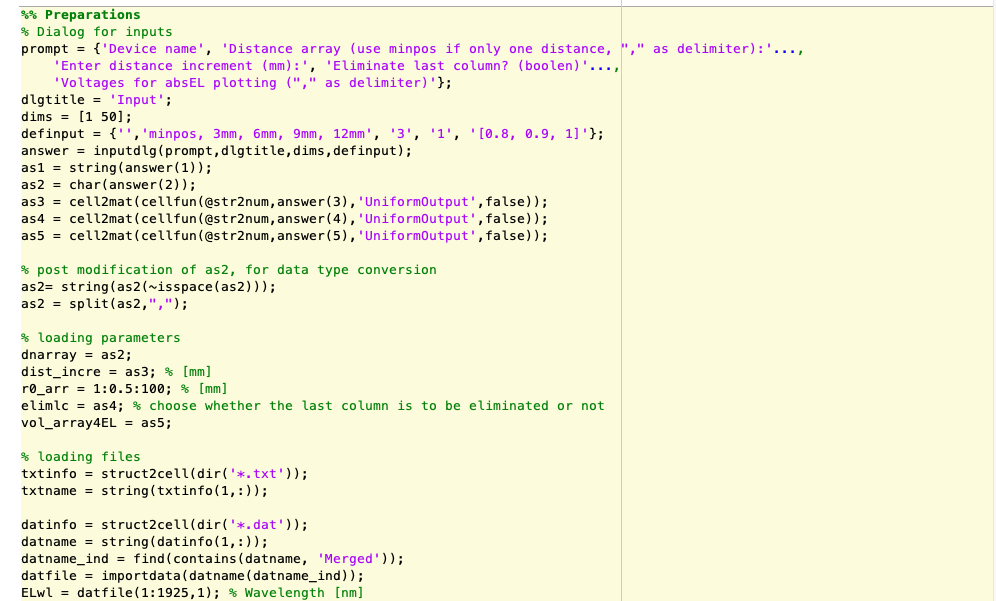 %% Preparations
% Dialog for inputs
prompt = {'Device name', 'Distance array (use minpos if only one distance, "," as delimiter):'...,
'Enter distance increment (mm):', 'Eliminate last column? (boolen)'...,
'Voltages for absEL plotting ("," as delimiter)'};
dlgtitle = 'Input';
dims = [1 50];
definput = {'','minpos, 3mm, 6mm, 9mm, 12mm', '3', '1', '[0.8, 0.9, 1]'};
answer = inputdlg(prompt,dlgtitle,dims,definput);
as1 = string(answer(1));
as2 = char(answer(2));
as3 = cell2mat(cellfun(@str2num,answer(3),'UniformOutput',false));
as4 = cell2mat(cellfun(@str2num,answer(4),'UniformOutput',false));
as5 = cell2mat(cellfun(@str2num,answer(5),'UniformOutput',false));
% post modification of as2, for data type conversion
as2= string(as2(~isspace(as2)));
as2 = split(as2,",");
% loading parameters
dnarray = as2;
dist_incre = as3; % [mm]
r0_arr = 1:0.5:100; % [mm]
elimlc = as4; % choose whether the last column is to be eliminated or not
vol_array4EL = as5;
% loading files
txtinfo = struct2cell(dir('*.txt'));
txtname = string(txtinfo(1,:));
datinfo = struct2cell(dir('*.dat'));
datname = string(datinfo(1,:));
datname_ind = find(contains(datname, 'Merged'));
datfile = importdata(datname(datname_ind));
ELwl = datfile(1:1925,1); % Wavelength [nm]